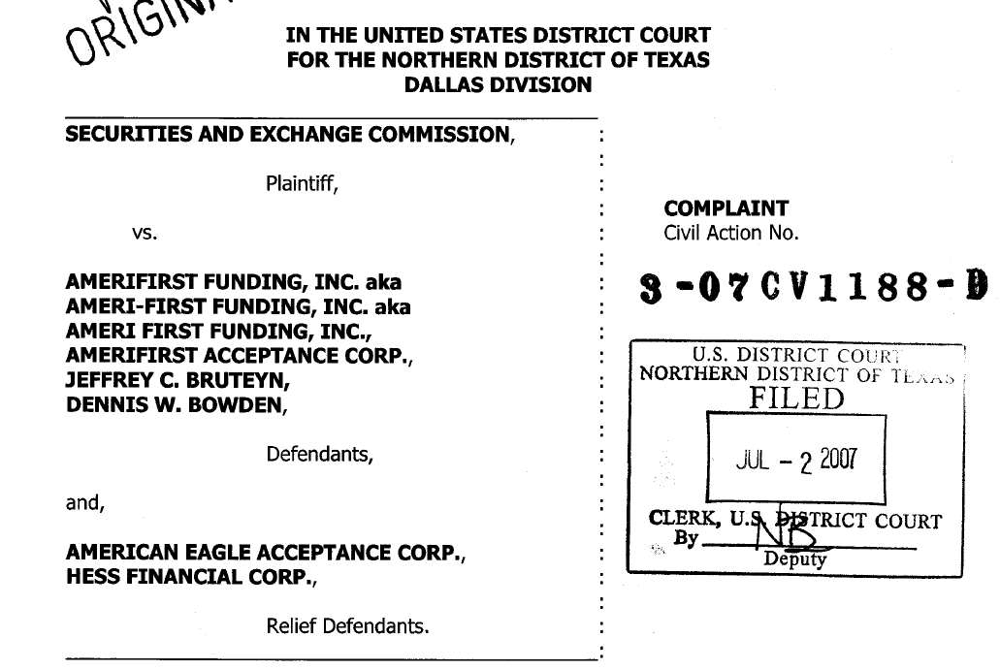 ORIGINA
IN THE UNITED STATES DISTRICT COURT
FOR THE NORTHERN DISTRICT OF TEXAS
DALLAS DIVISION
SECURITIES AND EXCHANGE COMMISSION,
Plaintiff,
vs.
AMERIFIRST FUNDING, INC. aka
AMERI-FIRST FUNDING, INC. aka
AMERI FIRST FUNDING, INC.,
AMERIFIRST ACCEPTANCE CORP.,
JEFFREY C. BRUTEYN,
DENNIS W. BOWDEN,
Defendants,
and,
AMERICAN EAGLE ACCEPTANCE CORP.,
HESS FINANCIAL CORP.,
Relief Defendants.
COMPLAINT
Civil Action No.
3-07CV1188-D
U.S. DISTRICT COURT
NORTHERN DISTRICT OF TEXAS
FILED
JUL - 2 2007
CLERK, U.S. DISTRICT COURT
By NB
Deputy